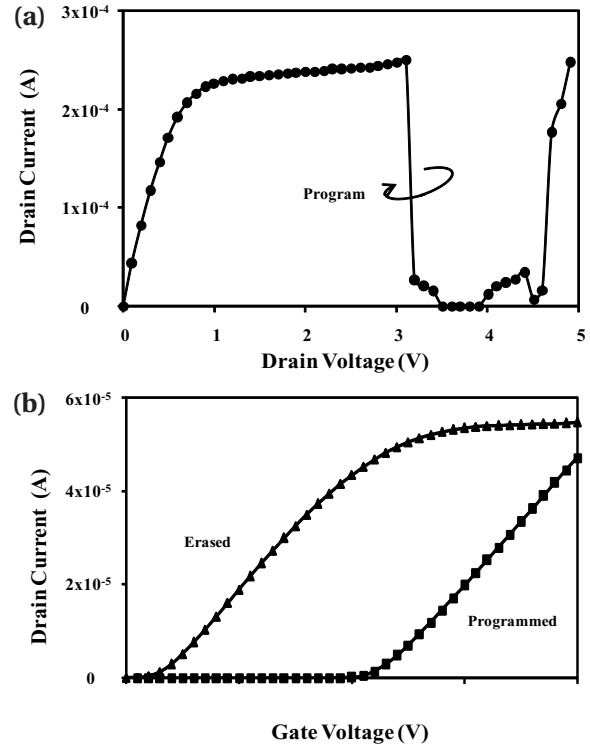 (a)
3x10⁻⁴
2x10⁻⁴
1x10⁻⁴
0
Drain Current (A)
Program
0 1 2 3 4 5
Drain Voltage (V)
(b)
6x10⁻⁵
4x10⁻⁵
2x10⁻⁵
0
Drain Current (A)
Erased
Programmed
Gate Voltage (V)